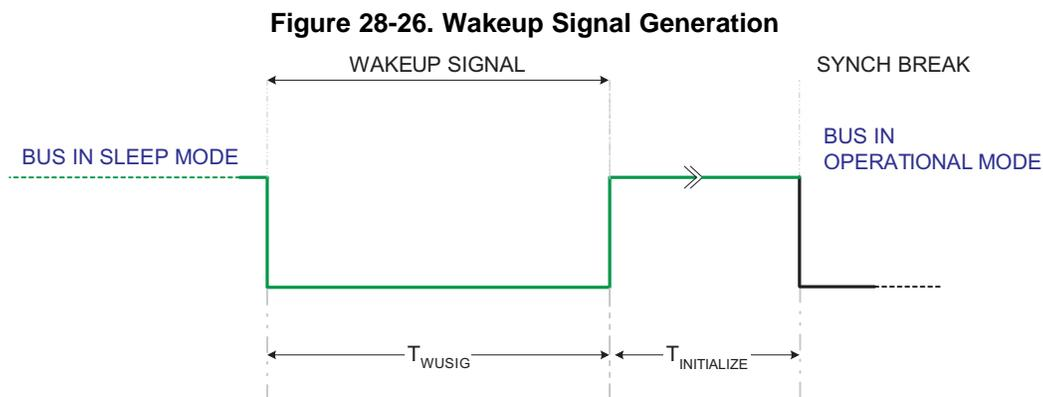 Figure 28-26. Wakeup Signal Generation
WAKEUP SIGNAL
SYNCH BREAK
BUS IN SLEEP MODE
BUS IN
OPERATIONAL MODE
TWUSIG
TINITIALIZE